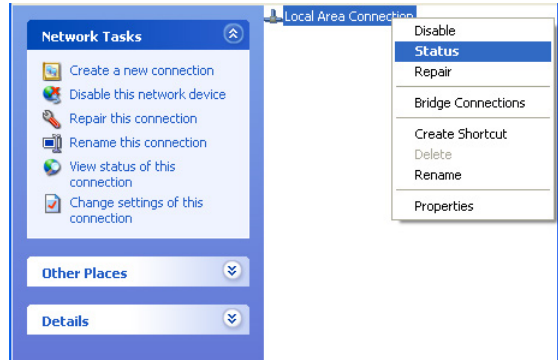 Network Tasks
Create a new connection
Disable this network device
Repair this connection
Rename this connection
View status of this
connection
Change settings of this
connection
Other Places
Details
Local Area Connection
Disable
Status
Repair
Bridge Connections
Create Shortcut
Delete
Rename
Properties